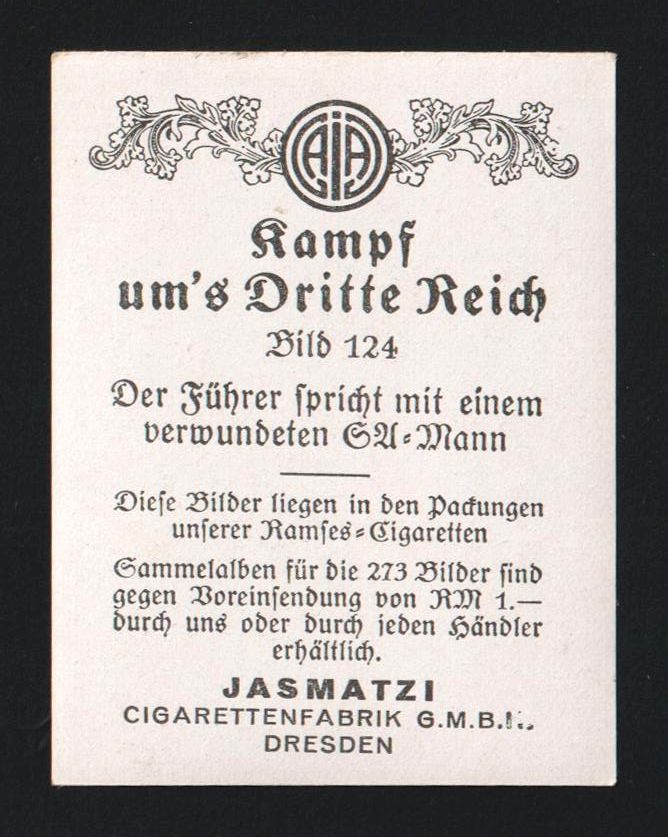 AIA
Kampf
um's Dritte Reich
Bild 124
Der Führer spricht mit einem
verwundeten SA=Mann
Diese Bilder liegen in den Packungen
unserer Ramses=Cigaretten
Sammelalben für die 273 Bilder sind
gegen Voreinsendung von RM 1.—
durch uns oder durch jeden Händler
erhältlich.
JASMATZI
CIGARETTENFABRIK G.M.B.H.
DRESDEN